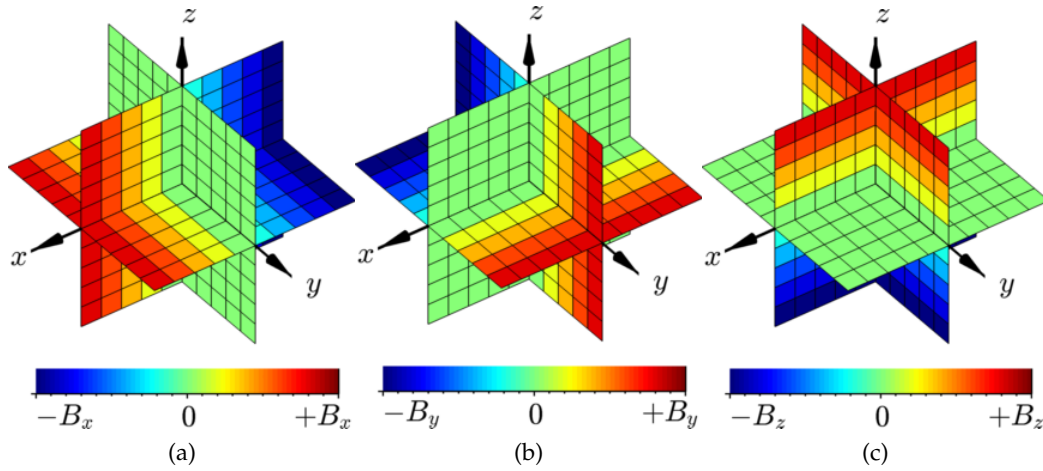 z z z
x y x y x y
−Bx 0 +Bx −By 0 +By −Bz 0 +Bz
(a) (b) (c)